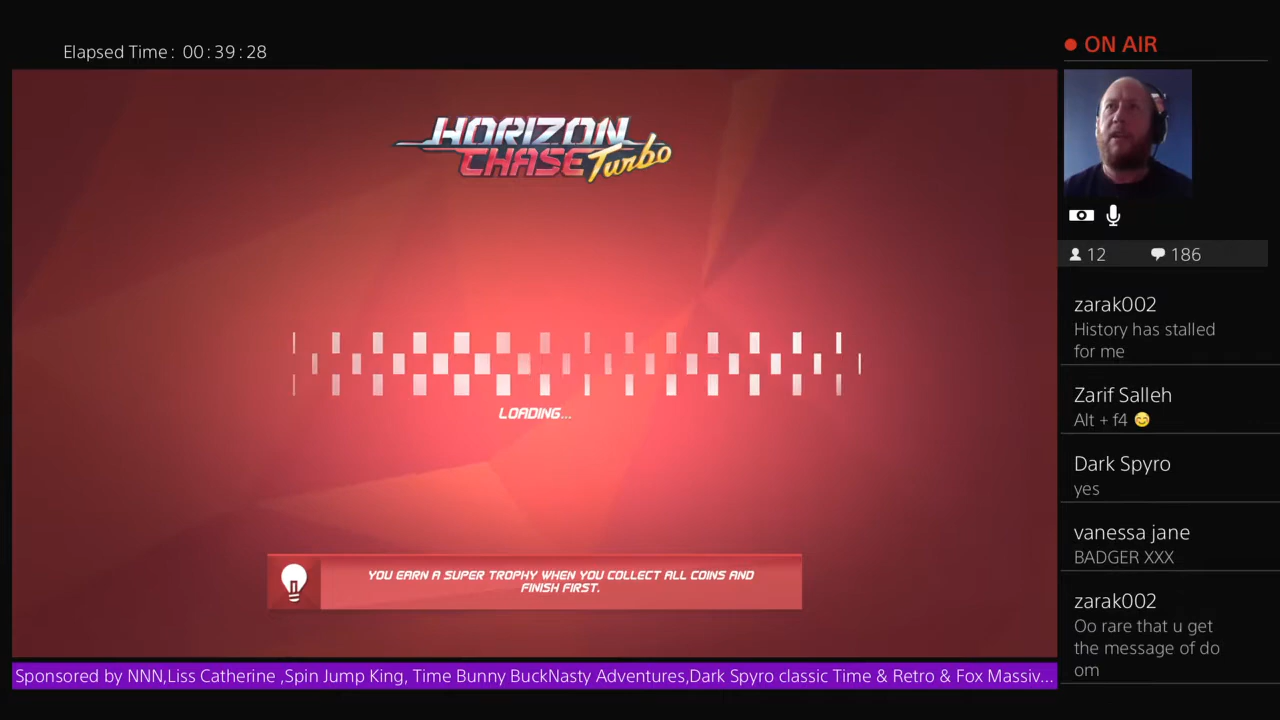 Elapsed Time: 00:39:28
ON AIR
HORIZON
CHASE Turbo
12 186
zarak002
History has stalled
for me
Zarif Salleh
Alt + f4 😊
LOADING...
Dark Spyro
yes
vanessa jane
BADGER XXX
YOU EARN A SUPER TROPHY WHEN YOU COLLECT ALL COINS AND
FINISH FIRST.
zarak002
Oo rare that u get
the message of do
om
Sponsored by NNN,Liss Catherine ,Spin Jump King, Time Bunny BuckNasty Adventures,Dark Spyro classic Time & Retro & Fox Massiv...